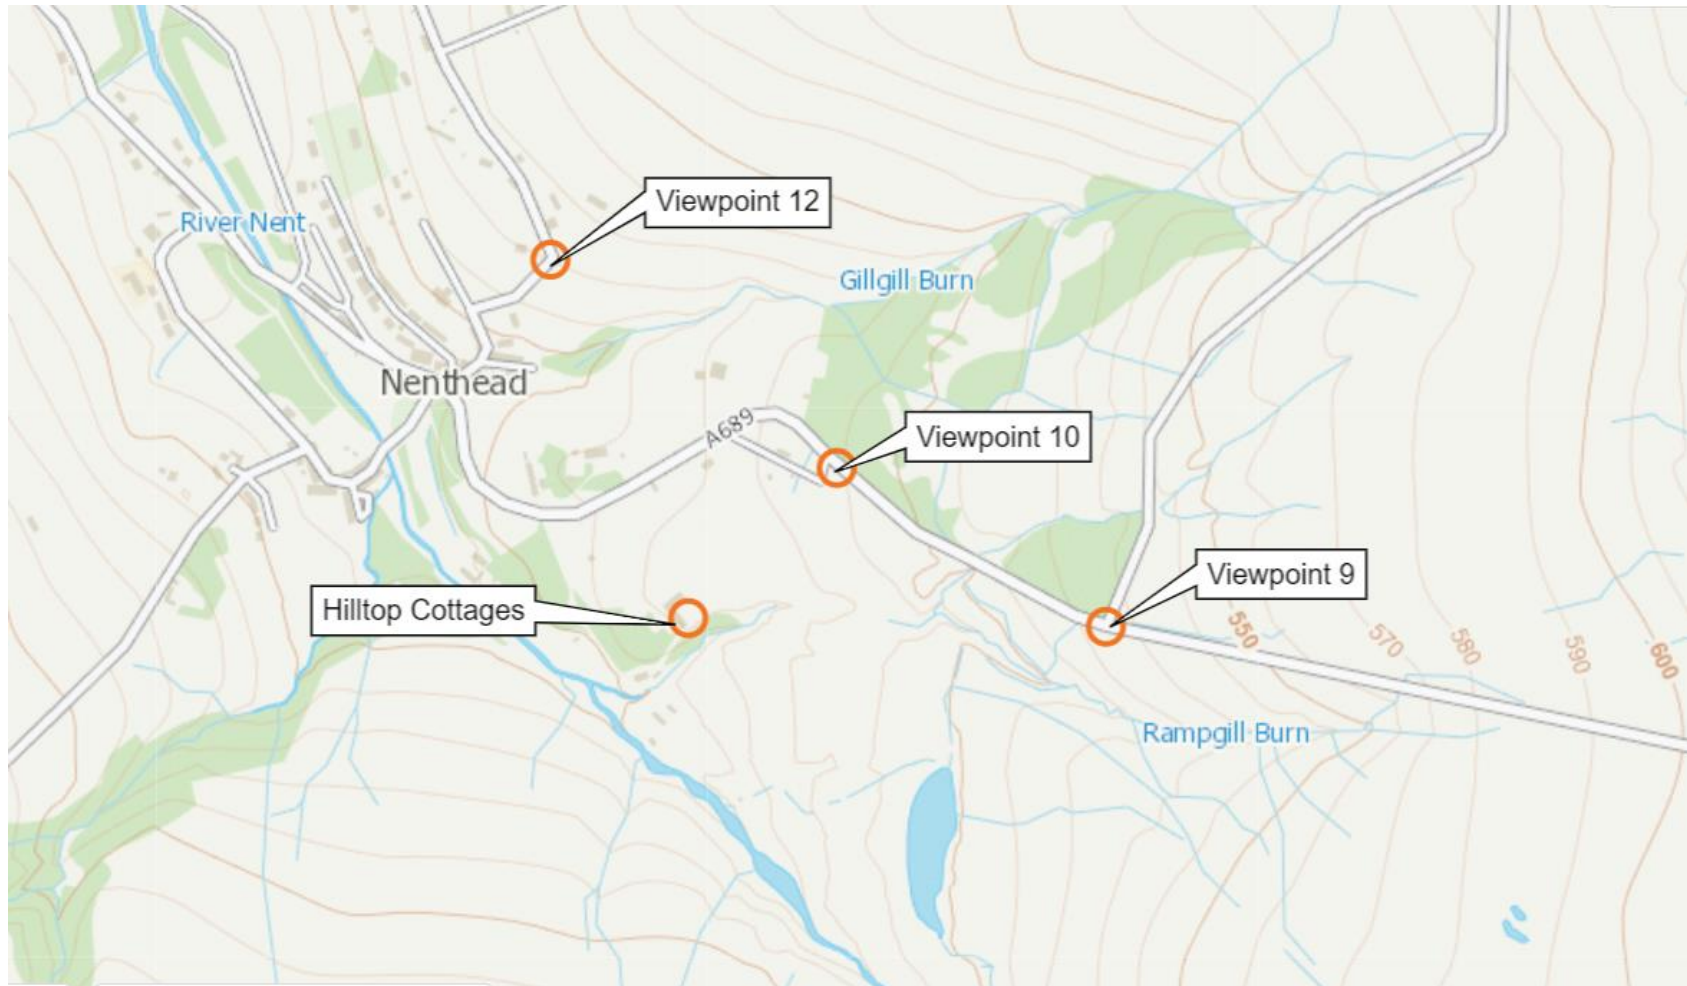 Viewpoint 12
River Nent
Gillgill Burn
Nenthead
A689
Viewpoint 10
Viewpoint 9
Hilltop Cottages
550
570
580
590
600
Rampgill Burn